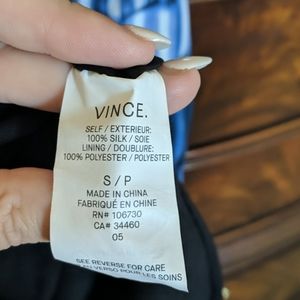 VINCE.
SELF / EXTERIEUR:
100% SILK / SOIE
LINING / DOUBLURE:
100% POLYESTER / POLYESTER
S / P
MADE IN CHINA
FABRIQUÉ EN CHINE
RN# 106730
CA# 34460
05
SEE REVERSE FOR CARE
AU VERSO POUR LES SOINS